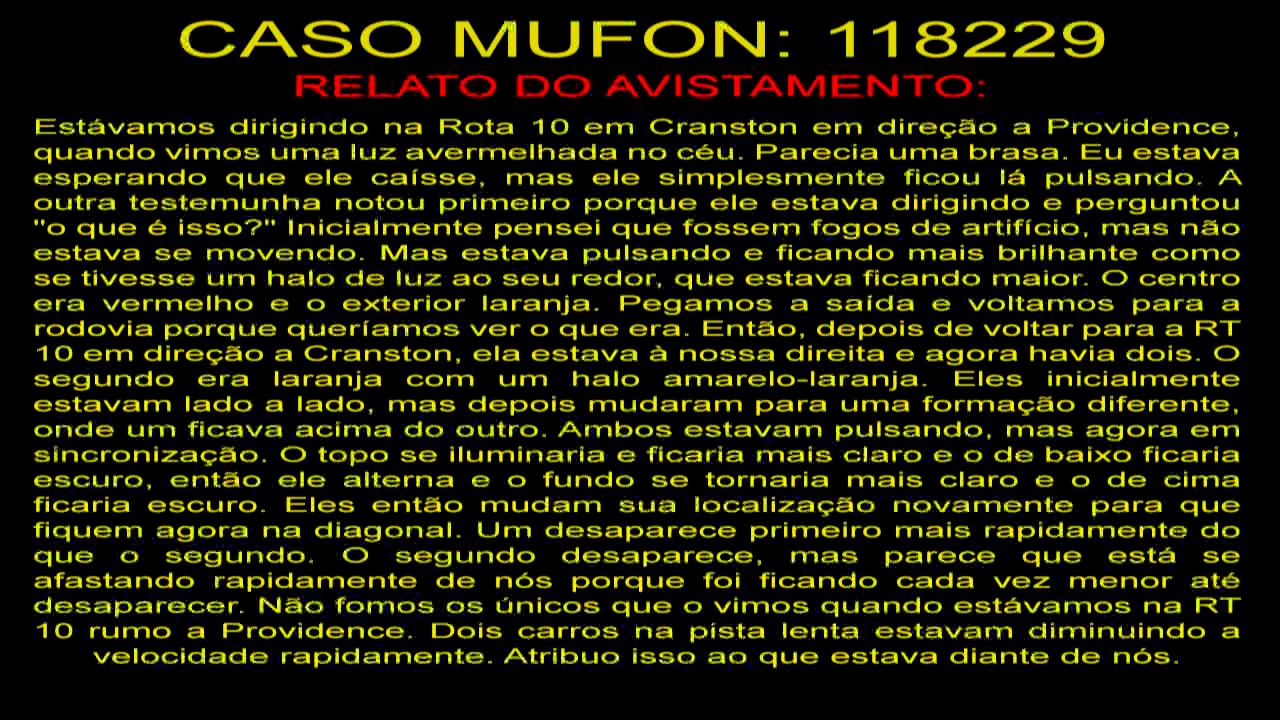 CASO MUFON: 118229
RELATO DO AVISTAMENTO:
Estávamos dirigindo na Rota 10 em Cranston em direção a Providence,
quando vimos uma luz avermelhada no céu. Parecia uma brasa. Eu estava
esperando que ele caísse, mas ele simplesmente ficou lá pulsando. A
outra testemunha notou primeiro porque ele estava dirigindo e perguntou
"o que é isso?" Inicialmente pensei que fossem fogos de artifício, mas não
estava se movendo. Mas estava pulsando e ficando mais brilhante como
se tivesse um halo de luz ao seu redor, que estava ficando maior. O centro
era vermelho e o exterior laranja. Pegamos a saída e voltamos para a
rodovia porque queríamos ver o que era. Então, depois de voltar para a RT
10 em direção a Cranston, ela estava à nossa direita e agora havia dois. O
segundo era laranja com um halo amarelo-laranja. Eles inicialmente
estavam lado a lado, mas depois mudaram para uma formação diferente,
onde um ficava acima do outro. Ambos estavam pulsando, mas agora em
sincronização. O topo se iluminaria e ficaria mais claro e o de baixo ficaria
escuro, então ele alterna e o fundo se tornaria mais claro e o de cima
ficaria escuro. Eles então mudam sua localização novamente para que
fiquem agora na diagonal. Um desaparece primeiro mais rapidamente do
que o segundo. O segundo desaparece, mas parece que está se
afastando rapidamente de nós porque foi ficando cada vez menor até
desaparecer. Não fomos os únicos que o vimos quando estávamos na RT
10 rumo a Providence. Dois carros na pista lenta estavam diminuindo a
velocidade rapidamente. Atribuo isso ao que estava diante de nós.